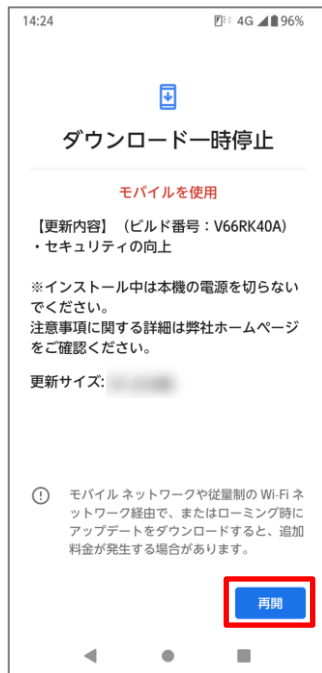 14:24 4G 96%
ダウンロード一時停止
モバイルを使用
【更新内容】（ビルド番号：V66RK40A）
・セキュリティの向上
※インストール中は本機の電源を切らない
でください。
注意事項に関する詳細は弊社ホームページ
をご確認ください。
更新サイズ:
モバイル ネットワークや従量制の Wi-Fi ネ
ットワーク経由で、またはローミング時に
アップデートをダウンロードすると、追加
料金が発生する場合があります。
再開